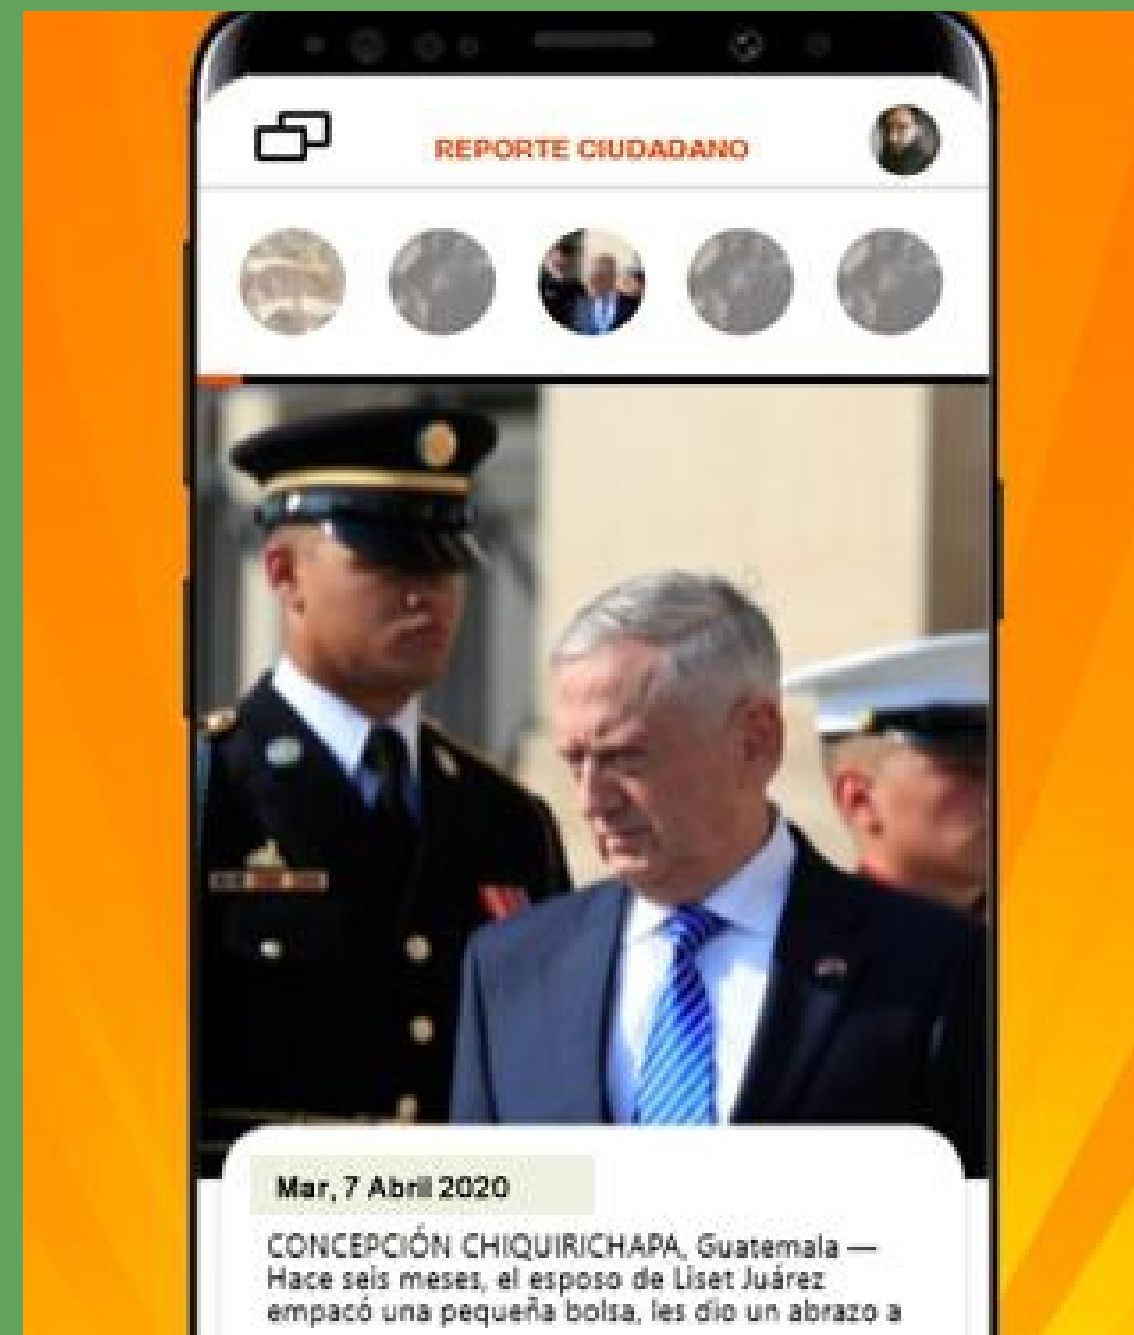 REPORTE CIUDADANO
Mar, 7 Abril 2020
CONCEPCIÓN CHIQUIRICHAPA, Guatemala —
Hace seis meses, el esposo de Liset Juárez
empacó una pequeña bolsa, les dio un abrazo a